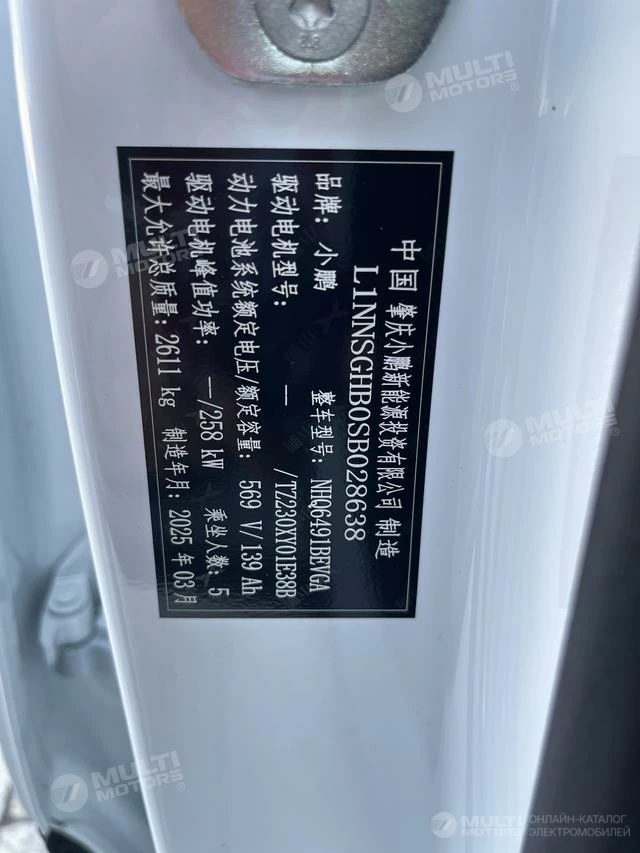 中国 肇庆小鹏新能源投资有限公司 制造
L1NNSGHB0SB028638
品牌：小鹏 整车型号：NHQ6491BEVGA
驱动电机型号： —/TZ230XY01E38B
动力电池系统额定电压/额定容量： 569 V/139 Ah
驱动电机峰值功率： —/258 kW 乘坐人数：5
最大允许总质量：2611 kg 制造年月：2025 年 03 月
MULTI MOTORS®
MULTI MOTORS
MULTI MOTORS®
MULTI MOTORS®
MULTI MOTORS
ОНЛАЙН-КАТАЛОГ
ЭЛЕКТРОМОБИЛЕЙ